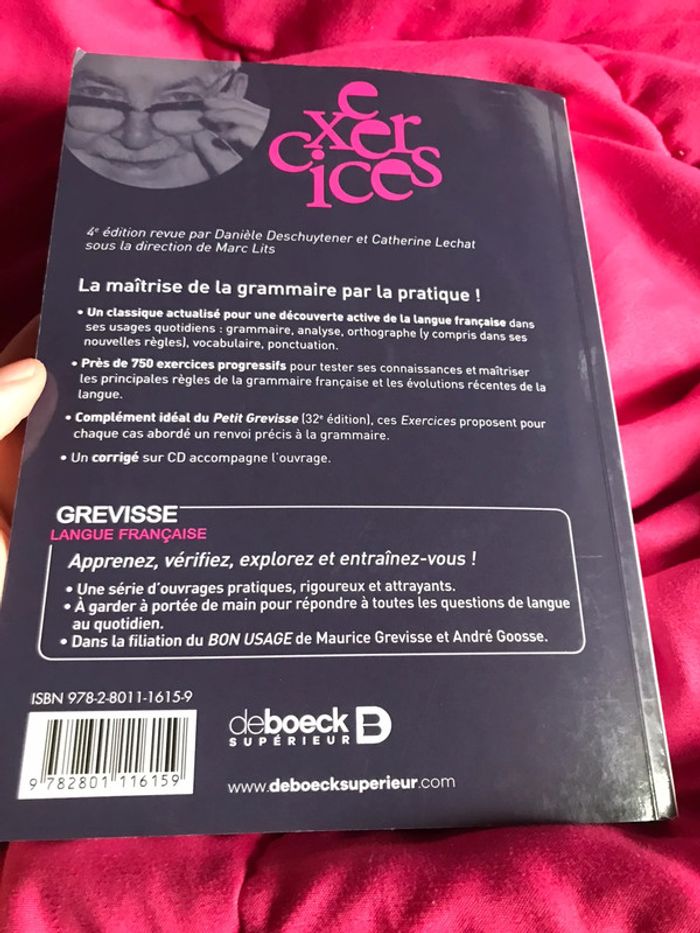 exercices
4e édition revue par Danièle Deschuytener et Catherine Lechat
sous la direction de Marc Lits
La maîtrise de la grammaire par la pratique !
• Un classique actualisé pour une découverte active de la langue française dans
ses usages quotidiens : grammaire, analyse, orthographe (y compris dans ses
nouvelles règles), vocabulaire, ponctuation.
• Près de 750 exercices progressifs pour tester ses connaissances et maîtriser
les principales règles de la grammaire française et les évolutions récentes de la
langue.
• Complément idéal du Petit Grevisse (32e édition), ces Exercices proposent pour
chaque cas abordé un renvoi précis à la grammaire.
• Un corrigé sur CD accompagne l'ouvrage.
GREVISSE
LANGUE FRANÇAISE
Apprenez, vérifiez, explorez et entraînez-vous !
• Une série d'ouvrages pratiques, rigoureux et attrayants.
• À garder à portée de main pour répondre à toutes les questions de langue
au quotidien.
• Dans la filiation du BON USAGE de Maurice Grevisse et André Goosse.
ISBN 978-2-8011-1615-9
9 782801 116159
deboeck B
SUPÉRIEUR
www.deboecksuperieur.com